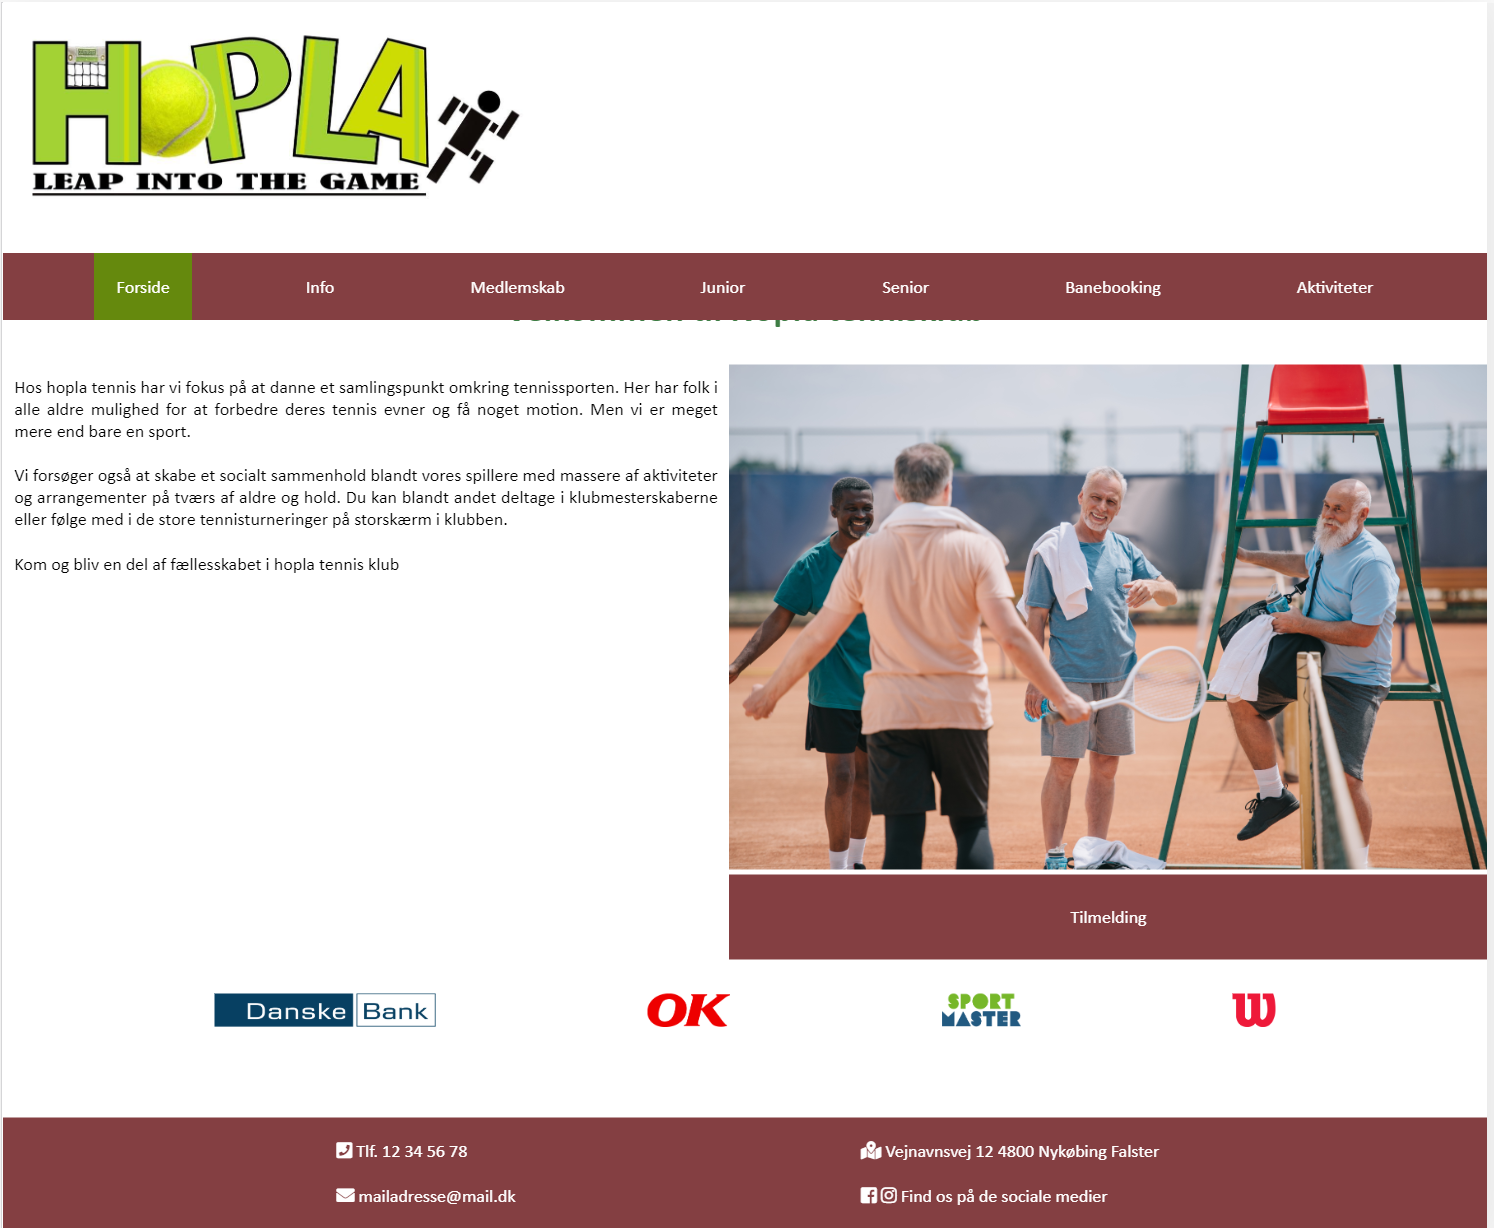 HOPLA
LEAP INTO THE GAME
Forside
Info
Medlemskab
Junior
Senior
Banebooking
Aktiviteter
Hos hopla tennis har vi fokus på at danne et samlingspunkt omkring tennissporten. Her har folk i
alle aldre mulighed for at forbedre deres tennis evner og få noget motion. Men vi er meget
mere end bare en sport.
Vi forsøger også at skabe et socialt sammenhold blandt vores spillere med massere af aktiviteter
og arrangementer på tværs af aldre og hold. Du kan blandt andet deltage i klubmesterskaberne
eller følge med i de store tennisturneringer på storskærm i klubben.
Kom og bliv en del af fællesskabet i hopla tennis klub
Tilmelding
Danske Bank
OK
SPORT
MASTER
W
Tlf. 12 34 56 78
Vejnavnsvej 12 4800 Nykøbing Falster
mailadresse@mail.dk
Find os på de sociale medier